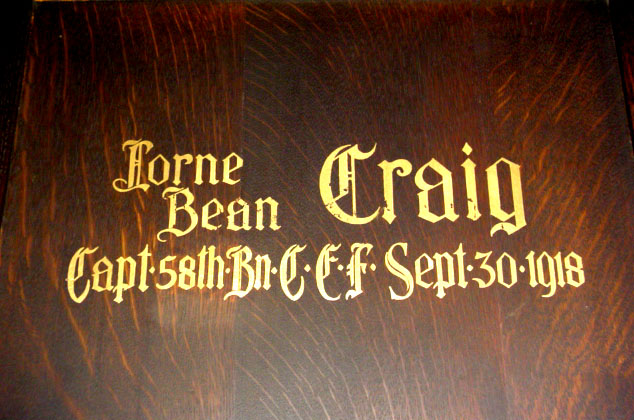 Lorne
Bean Craig
Capt·58th·Bn·C·E·F· Sept·30·1918